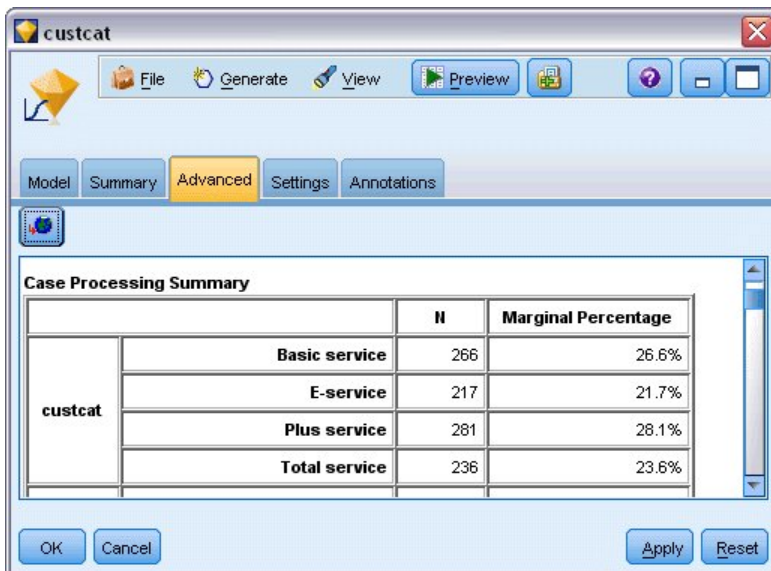 custcat
File Generate View Preview
Model Summary Advanced Settings Annotations
Case Processing Summary
N Marginal Percentage
custcat
Basic service 266 26.6%
E-service 217 21.7%
Plus service 281 28.1%
Total service 236 23.6%
OK Cancel Apply Reset